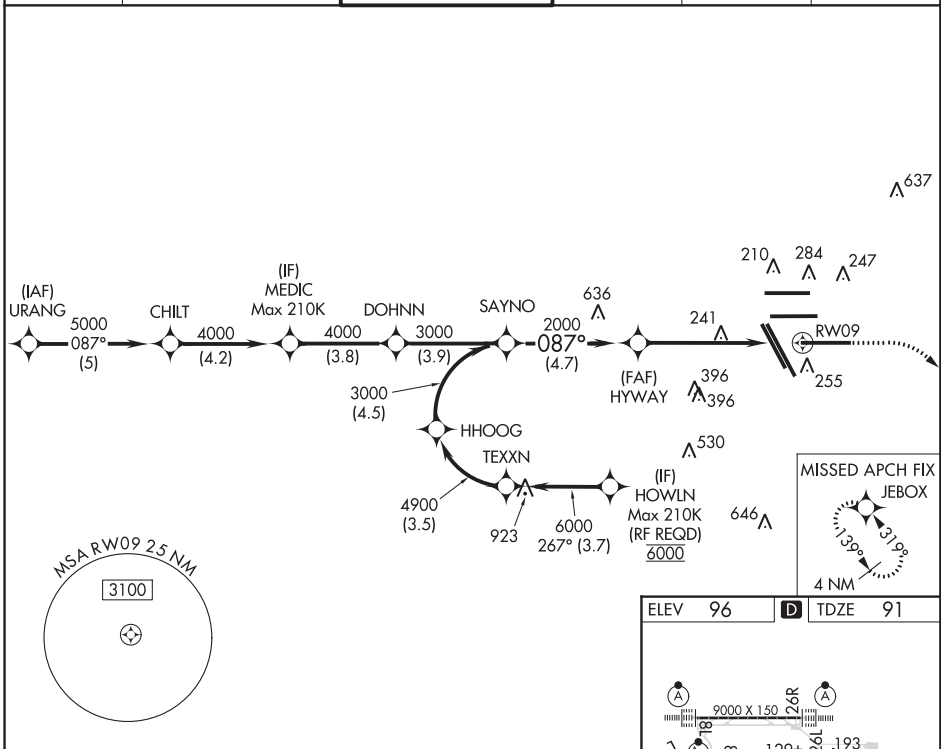 637
210
284
247
(IAF)
URANG
5000
087°
(5)
CHILT
4000
(4.2)
(IF)
MEDIC
Max 210K
4000
(3.8)
DOHNN
3000
(3.9)
SAYNO
636
2000
087°
(4.7)
(FAF)
HYWAY
241
RW09
255
396
396
3000
(4.5)
HHOOG
530
TEXXN
4900
(3.5)
923
6000
267° (3.7)
(IF)
HOWLN
Max 210K
(RF REQD)
6000
646
MISSED APCH FIX
JEBOX
139°
319°
4 NM
MSA RW09 25 NM
3100
ELEV 96 D TDZE 91
A
A
9000 X 150
26R
18L
26L
193